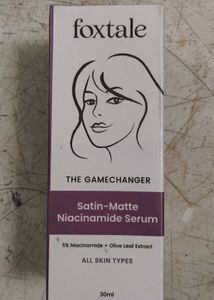 foxtale
THE GAMECHANGER
Satin-Matte
Niacinamide Serum
5% Niacinamide + Olive Leaf Extract
ALL SKIN TYPES
30ml